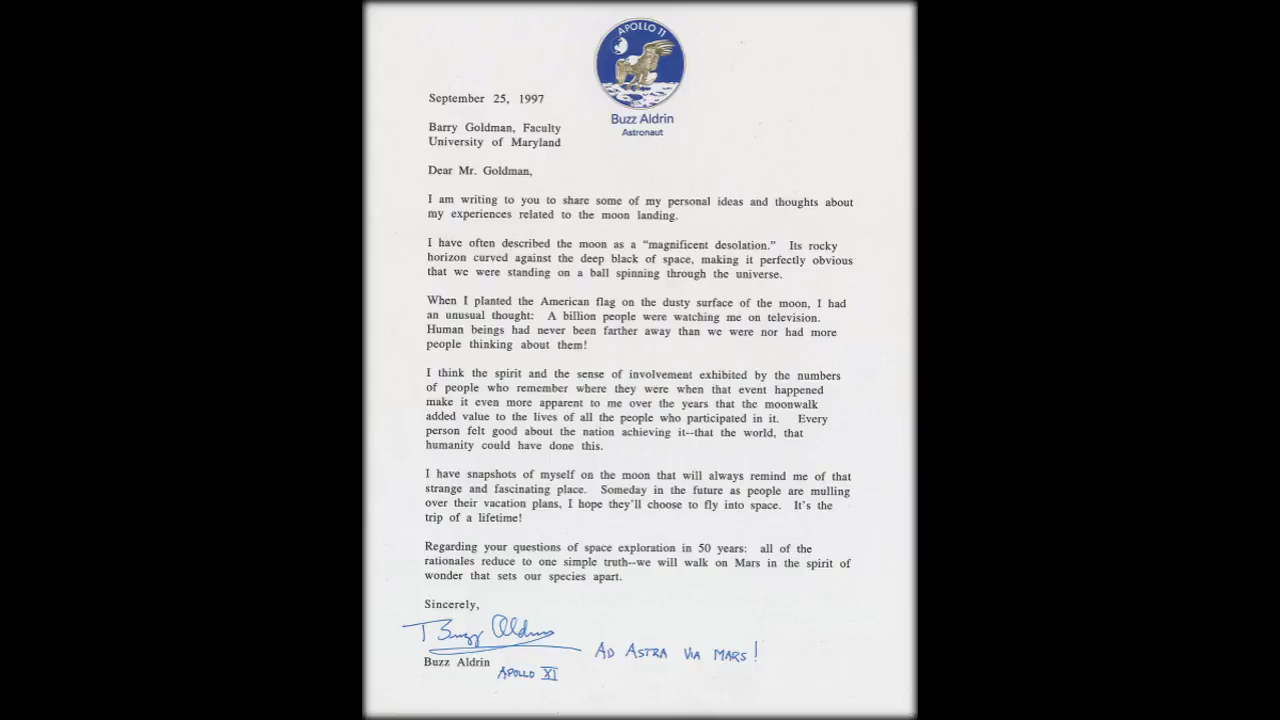 APOLLO 11
Buzz Aldrin
Astronaut
September 25, 1997
Barry Goldman, Faculty
University of Maryland
Dear Mr. Goldman,
I am writing to you to share some of my personal ideas and thoughts about
my experiences related to the moon landing.
I have often described the moon as a “magnificent desolation.” Its rocky
horizon curved against the deep black of space, making it perfectly obvious
that we were standing on a ball spinning through the universe.
When I planted the American flag on the dusty surface of the moon, I had
an unusual thought: A billion people were watching me on television.
Human beings had never been farther away than we were nor had more
people thinking about them!
I think the spirit and the sense of involvement exhibited by the numbers
of people who remember where they were when that event happened
make it even more apparent to me over the years that the moonwalk
added value to the lives of all the people who participated in it. Every
person felt good about the nation achieving it--that the world, that
humanity could have done this.
I have snapshots of myself on the moon that will always remind me of that
strange and fascinating place. Someday in the future as people are mulling
over their vacation plans, I hope they'll choose to fly into space. It's the
trip of a lifetime!
Regarding your questions of space exploration in 50 years: all of the
rationales reduce to one simple truth--we will walk on Mars in the spirit of
wonder that sets our species apart.
Sincerely,
Buzz Aldrin
AD ASTRA VIA MARS!
Buzz Aldrin
APOLLO XI